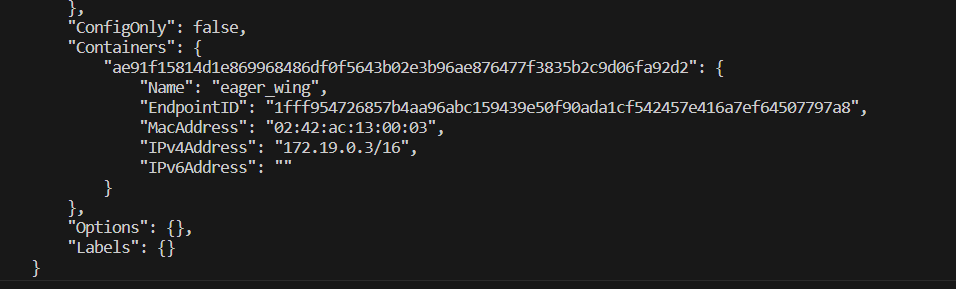 },
"ConfigOnly": false,
"Containers": {
"ae91f15814d1e869968486df0f5643b02e3b96ae876477f3835b2c9d06fa92d2": {
"Name": "eager_wing",
"EndpointID": "1fff954726857b4aa96abc159439e50f90ada1cf542457e416a7ef64507797a8",
"MacAddress": "02:42:ac:13:00:03",
"IPv4Address": "172.19.0.3/16",
"IPv6Address": ""
}
},
"Options": {},
"Labels": {}
}